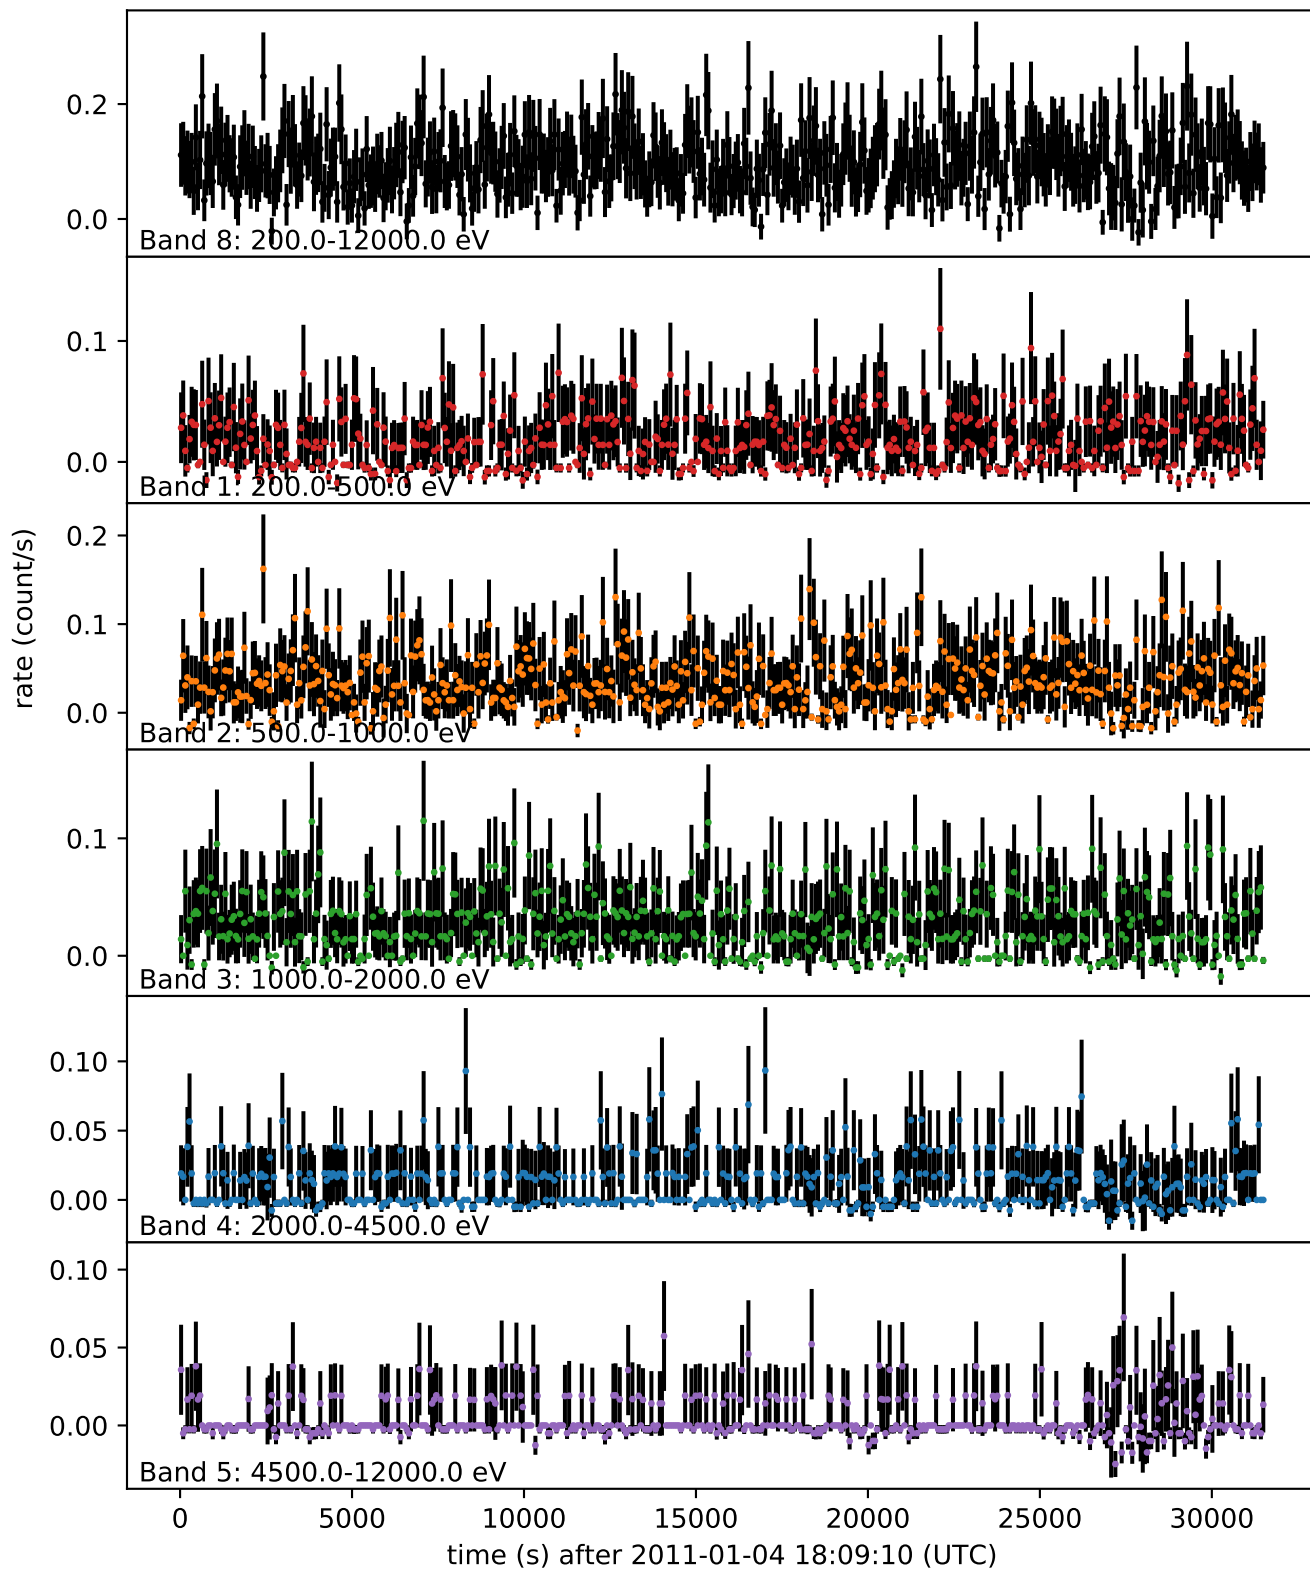 0.2
0.0
Band 8: 200.0-12000.0 eV
0.1
0.0
Band 1: 200.0-500.0 eV
rate (count/s)
0.2
0.1
0.0
Band 2: 500.0-1000.0 eV
0.1
0.0
Band 3: 1000.0-2000.0 eV
0.10
0.05
0.00
Band 4: 2000.0-4500.0 eV
0.10
0.05
0.00
Band 5: 4500.0-12000.0 eV
0 5000 10000 15000 20000 25000 30000
time (s) after 2011-01-04 18:09:10 (UTC)